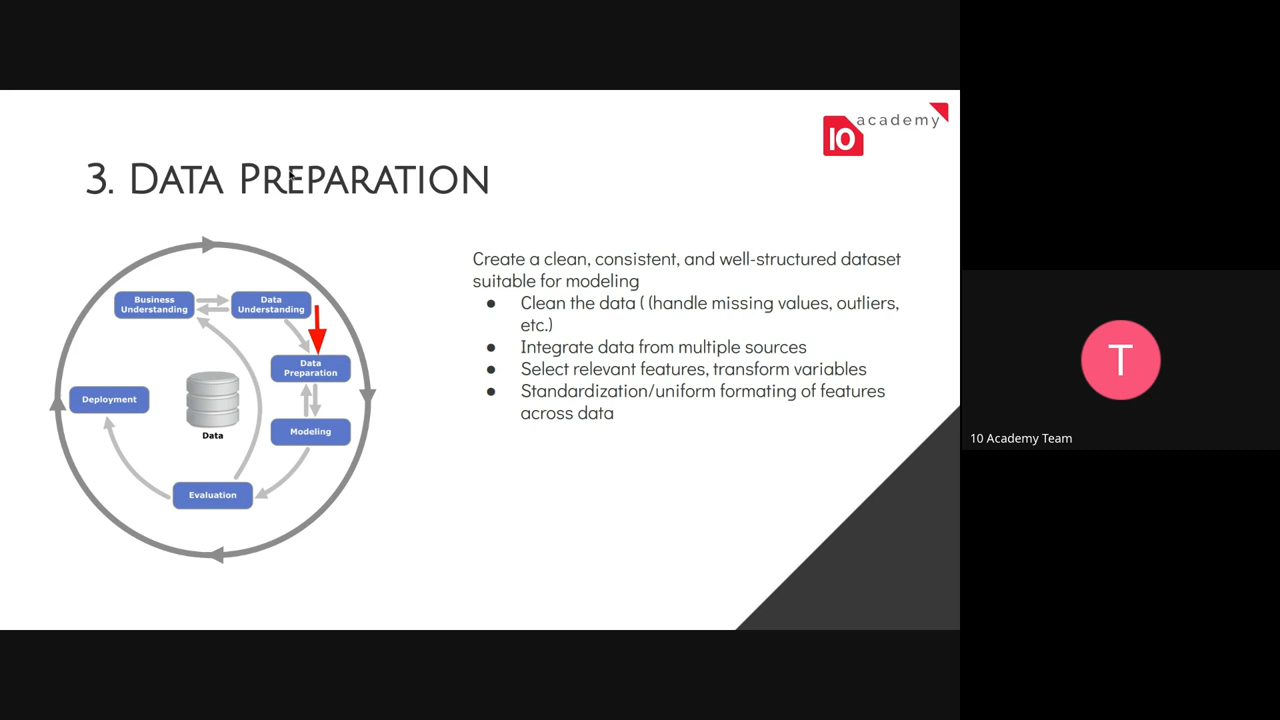 10 academy
3. DATA PREPARATION
Create a clean, consistent, and well-structured dataset
suitable for modeling
● Clean the data ( (handle missing values, outliers,
etc.)
● Integrate data from multiple sources
● Select relevant features, transform variables
● Standardization/uniform formating of features
across data
Business
Understanding
Data
Understanding
Data
Preparation
Modeling
Evaluation
Deployment
Data
T
10 Academy Team